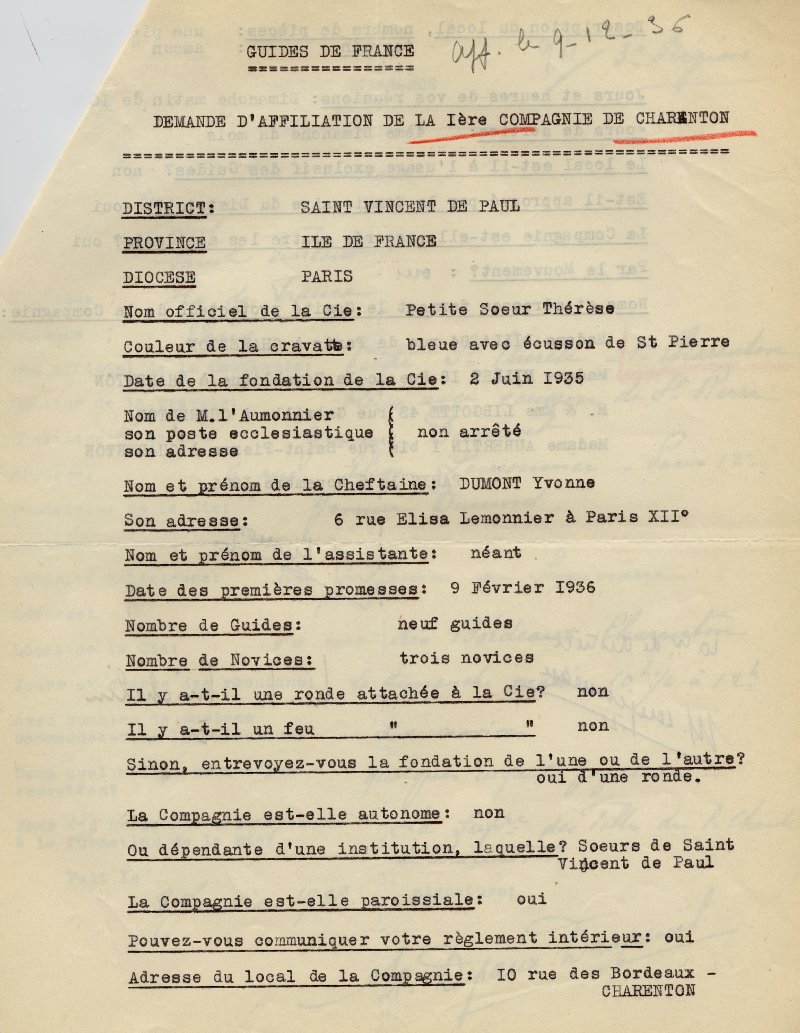 GUIDES DE FRANCE
aff. le 9-12-36
DEMANDE D'AFFILIATION DE LA Ière COMPAGNIE DE CHARENTON
DISTRICT: SAINT VINCENT DE PAUL
PROVINCE ILE DE FRANCE
DIOCESE PARIS
Nom officiel de la Cie: Petite Soeur Thérèse
Couleur de la cravate: bleue avec écusson de St Pierre
Date de la fondation de la Cie: 2 Juin I935
Nom de M.l'Aumonnier
son poste ecclesiastique ( non arrêté
son adresse
Nom et prénom de la Cheftaine: DUMONT Yvonne
Son adresse: 6 rue Elisa Lemonnier à Paris XII°
Nom et prénom de l'assistante: néant
Date des premières promesses: 9 Février I936
Nombre de Guides: neuf guides
Nombre de Novices: trois novices
Il y a-t-il une ronde attachée à la Cie? non
Il y a-t-il un feu " " non
Sinon, entrevoyez-vous la fondation de l'une ou de l'autre?
oui d'une ronde.
La Compagnie est-elle autonome: non
Ou dépendante d'une institution, laquelle? Soeurs de Saint
Vincent de Paul
La Compagnie est-elle paroissiale: oui
Pouvez-vous communiquer votre règlement intérieur: oui
Adresse du local de la Compagnie: IO rue des Bordeaux -
CHARENTON